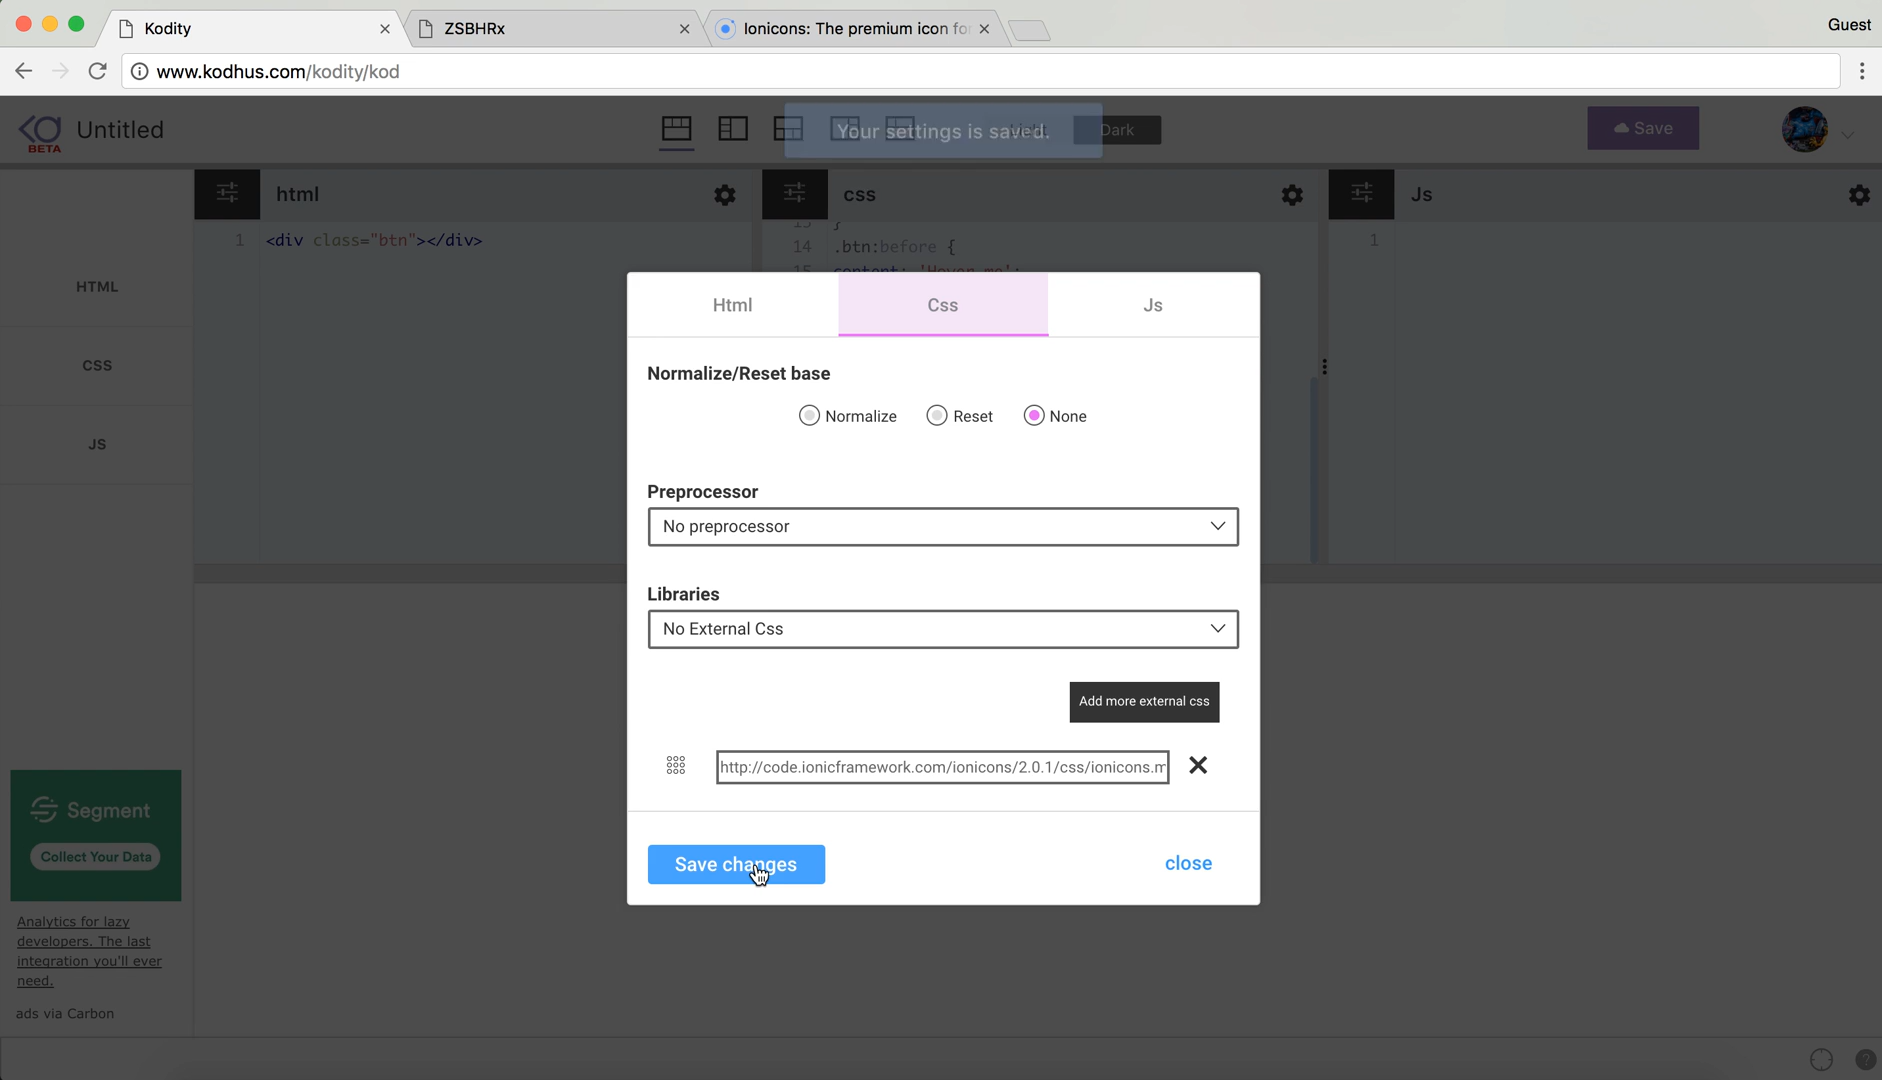 Kodity
ZSBHRx
Ionicons: The premium icon fo
Guest
www.kodhus.com/kodity/kod
BETA
Untitled
Your settings is saved.
Dark
Save
html
css
Js
1 <div class="btn"></div>
14 .btn:before {
15 content: 'Hover me';
1
HTML
CSS
JS
Html
Css
Js
Normalize/Reset base
Normalize
Reset
None
Preprocessor
No preprocessor
Libraries
No External Css
Add more external css
http://code.ionicframework.com/ionicons/2.0.1/css/ionicons.m
Save changes
close
Segment
Collect Your Data
Analytics for lazy
developers. The last
integration you'll ever
need.
ads via Carbon
?